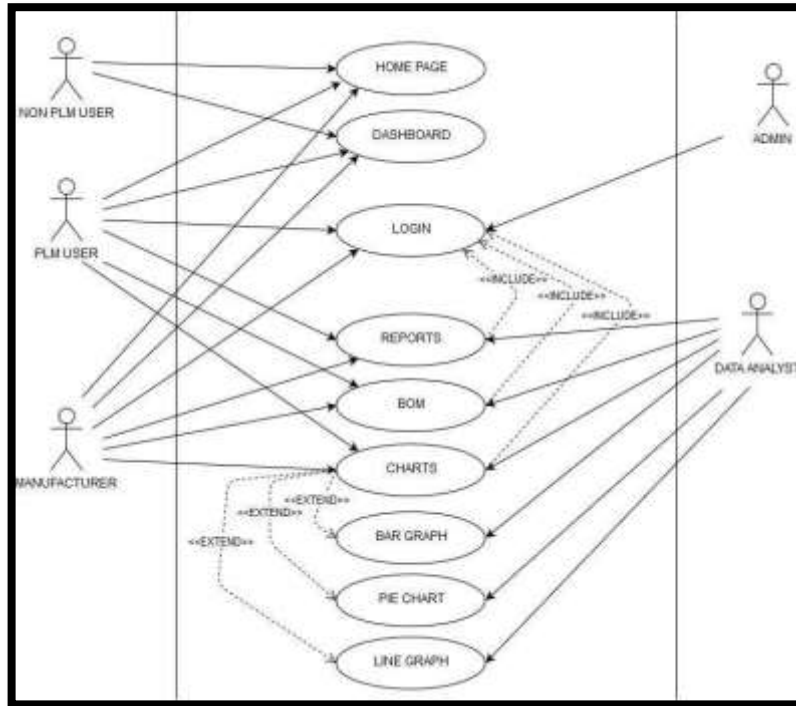 HOME PAGE
NON PLM USER
DASHBOARD
ADMIN
LOGIN
PLM USER
<<INCLUDE>>
<<INCLUDE>>
<<INCLUDE>>
REPORTS
DATA ANALYST
BOM
CHARTS
MANUFACTURER
<<EXTEND>>
<<EXTEND>>
<<EXTEND>>
BAR GRAPH
PIE CHART
LINE GRAPH